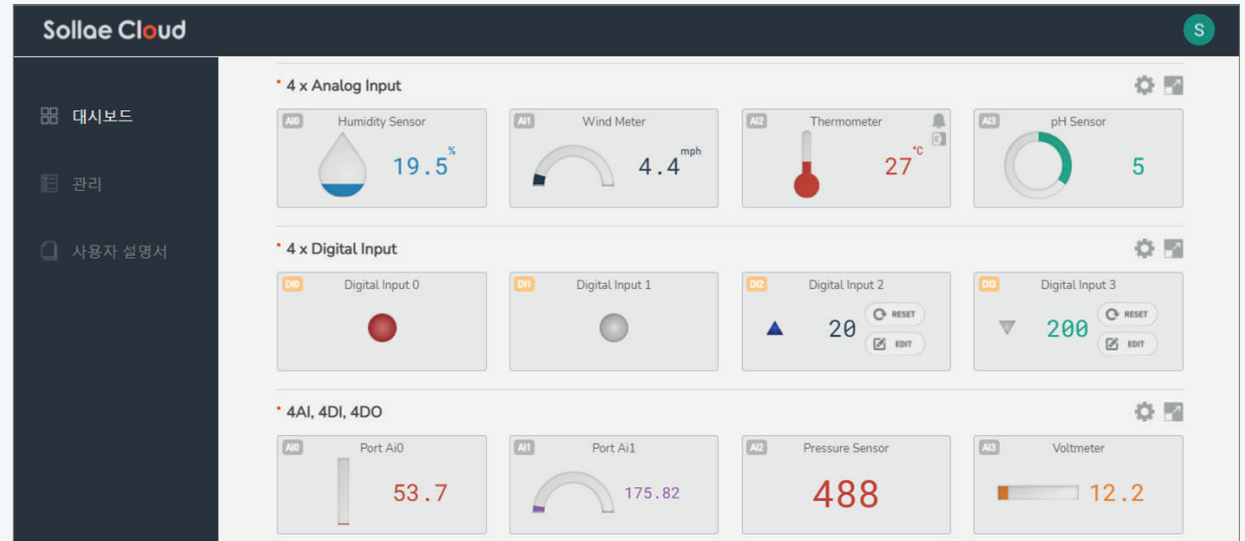 Sollae Cloud
S
대시보드
관리
사용자 설명서
* 4 x Analog Input
AI0 Humidity Sensor
19.5 %
AI1 Wind Meter
4.4 mph
AI2 Thermometer
27 °C
AI3 pH Sensor
5
* 4 x Digital Input
DI0 Digital Input 0
DI1 Digital Input 1
DI2 Digital Input 2
20
RESET
EDIT
DI3 Digital Input 3
200
RESET
EDIT
* 4AI, 4DI, 4DO
AI0 Port Ai0
53.7
AI1 Port Ai1
175.82
AI2 Pressure Sensor
488
AI3 Voltmeter
12.2